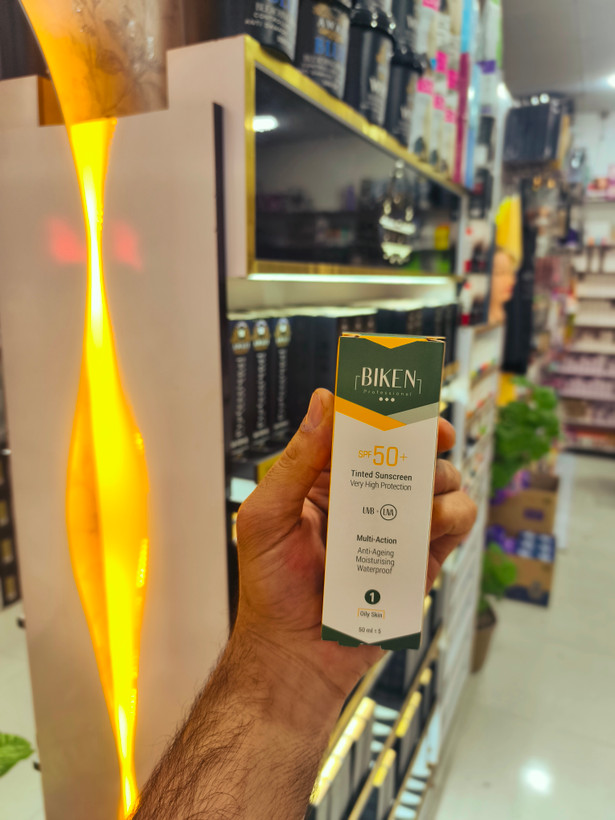 BIKEN
Professional
SPF 50+
Tinted Sunscreen
Very High Protection
UVB - UVA
Multi-Action
Anti-Ageing
Moisturising
Waterproof
1
Oily Skin